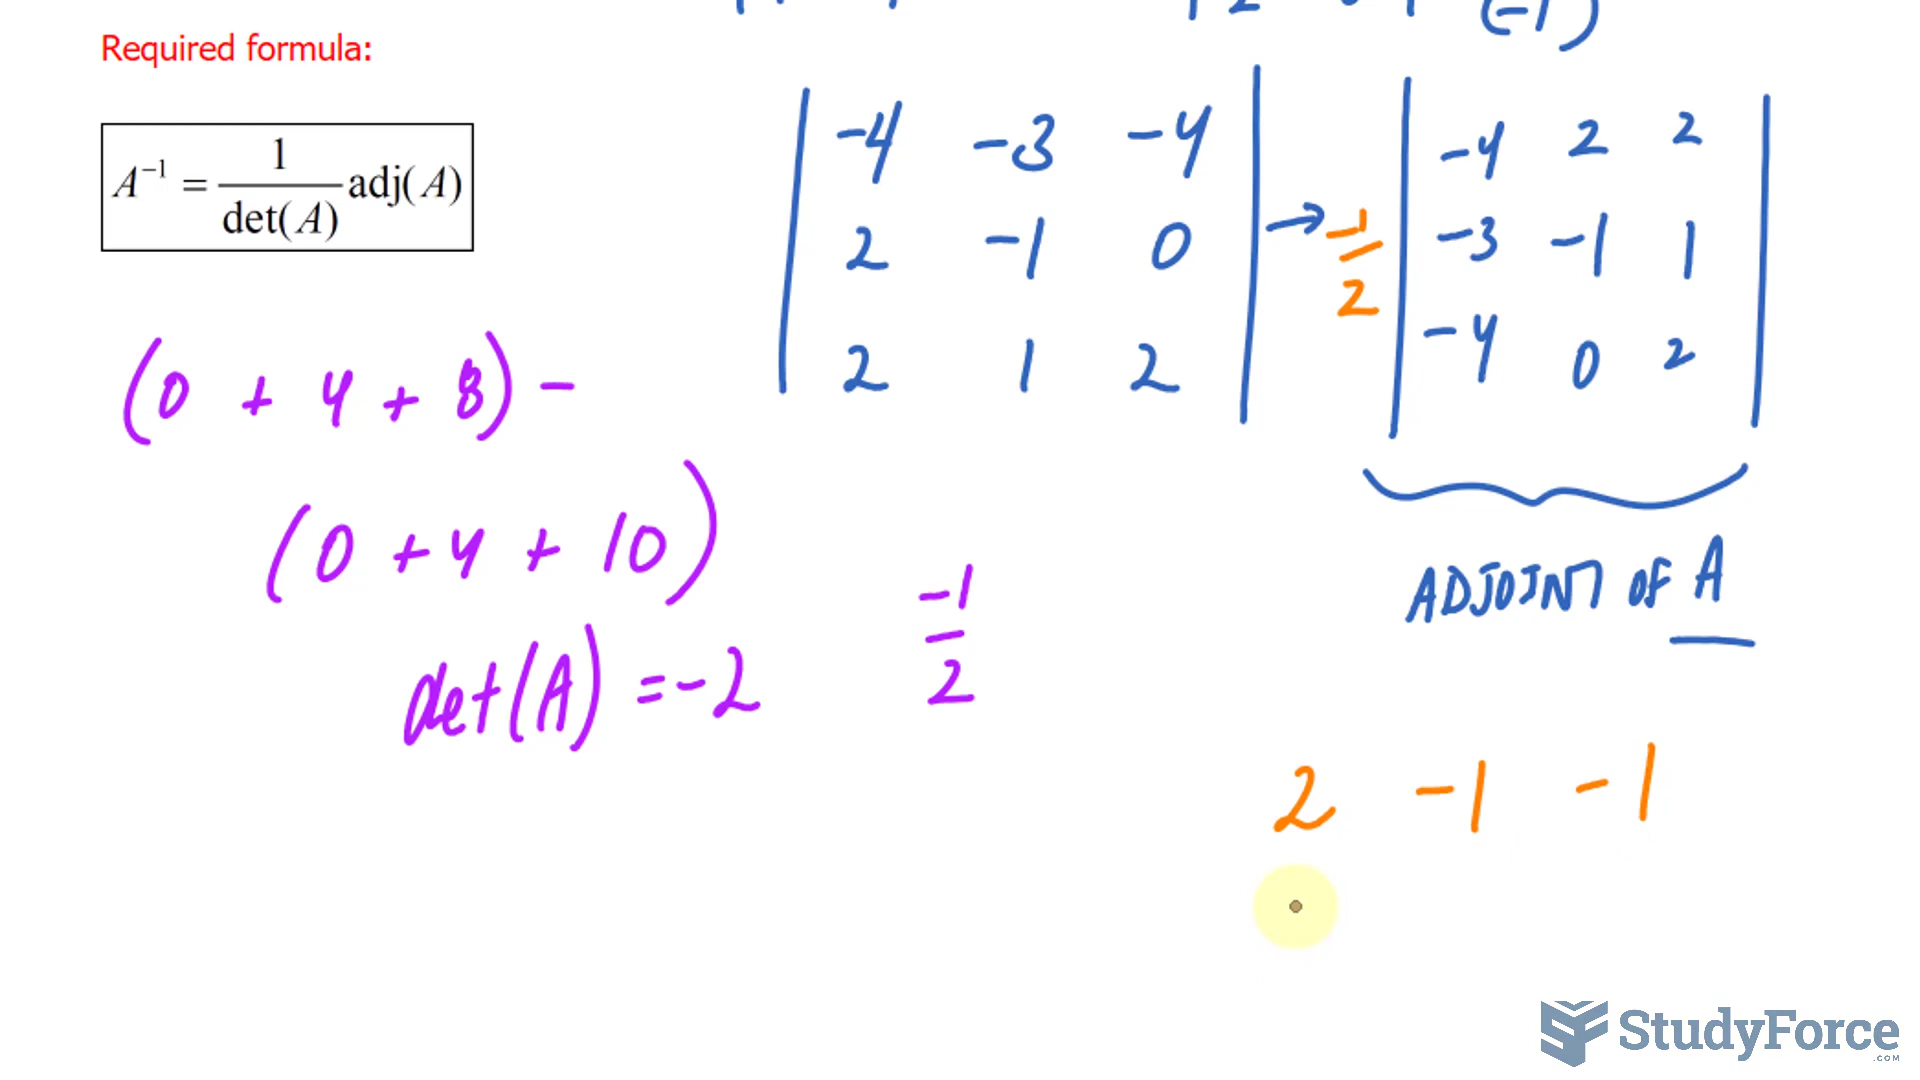 Required formula:
A⁻¹ = 1/det(A) adj(A)
(-1)
-4 -3 -4
2 -1 0
2 1 2
→ -1/2
-4 2 2
-3 -1 1
-4 0 2
(0 + 4 + 8) -
(0 + 4 + 10)
det(A) = -2
-1/2
ADJOINT OF A
2 -1 -1
StudyForce
.COM